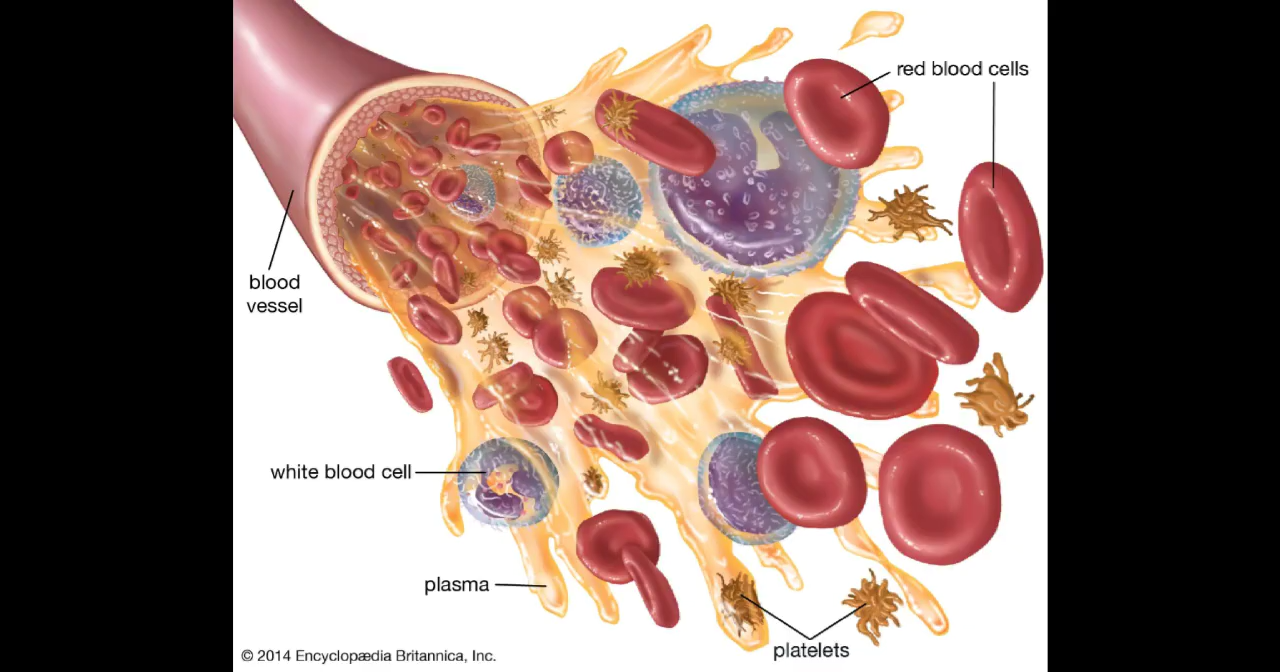 red blood cells
blood
vessel
white blood cell
plasma
platelets
© 2014 Encyclopædia Britannica, Inc.